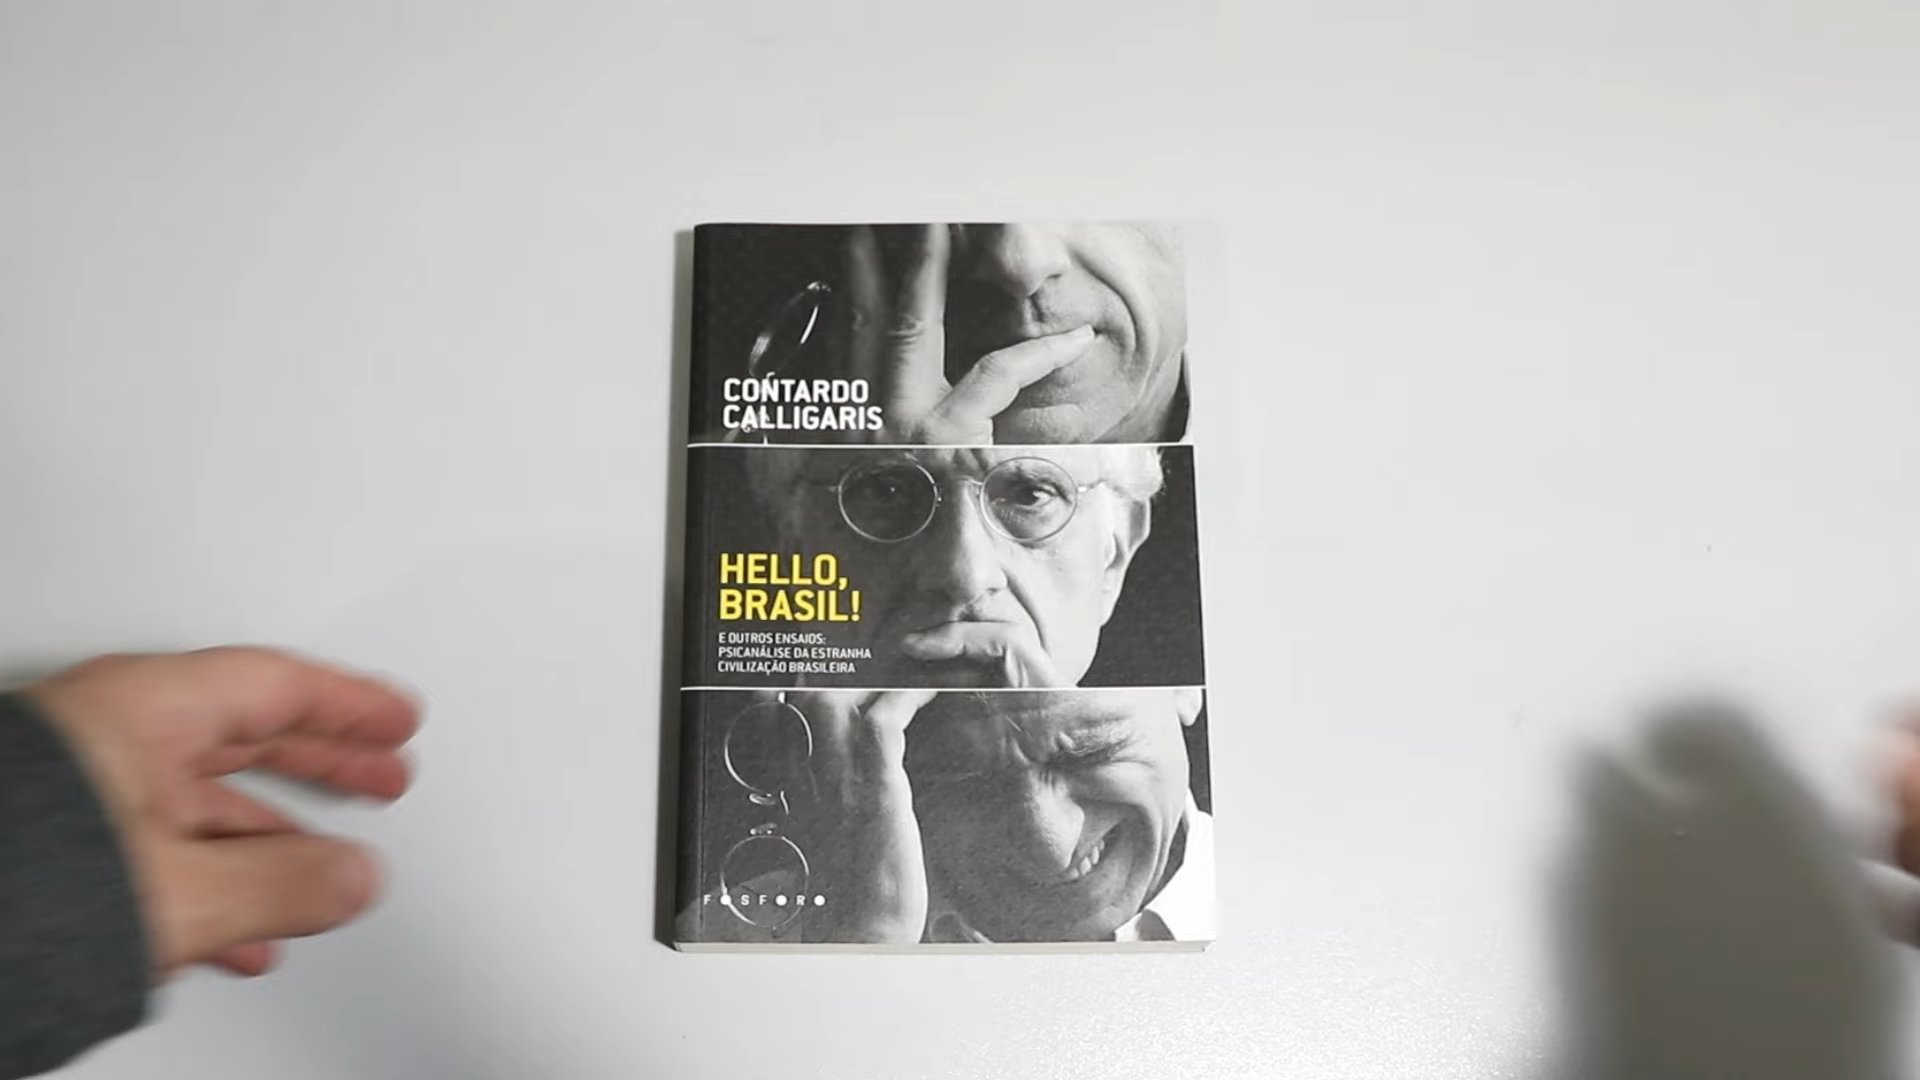 CONTARDO
CALLIGARIS
HELLO,
BRASIL!
E OUTROS ENSAIOS:
PSICANÁLISE DA ESTRANHA
CIVILIZAÇÃO BRASILEIRA
FOSFORO